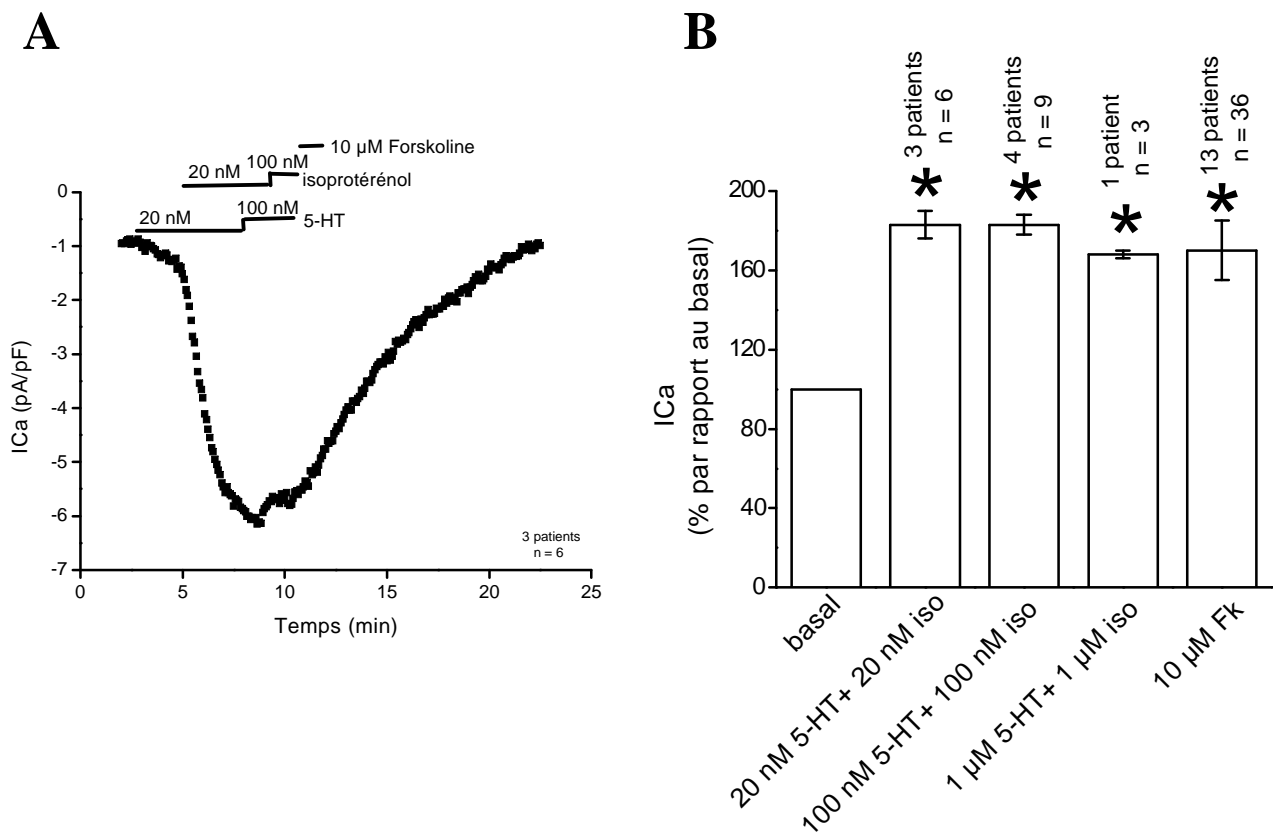 A
10 µM Forskoline
20 nM 100 nM isoprotérénol
20 nM 100 nM 5-HT
0
-1
-2
-3
-4
-5
-6
-7
ICa (pA/pF)
0 5 10 15 20 25
Temps (min)
3 patients
n = 6
B
3 patients
n = 6
4 patients
n = 9
1 patient
n = 3
13 patients
n = 36
*
*
*
*
200
160
120
80
40
0
ICa
(% par rapport au basal)
basal
20 nM 5-HT+ 20 nM iso
100 nM 5-HT+ 100 nM iso
1 µM 5-HT+ 1 µM iso
10 µM Fk